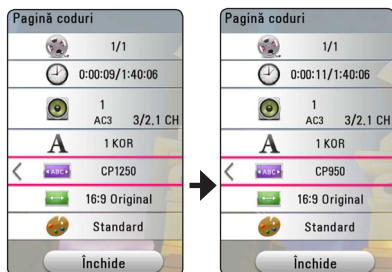 Pagină coduri
1/1
0:00:09/1:40:06
1
AC3 3/2.1 CH
A 1 KOR
ABC CP1250
16:9 Original
Standard
Închide
Pagină coduri
1/1
0:00:11/1:40:06
1
AC3 3/2.1 CH
A 1 KOR
ABC CP950
16:9 Original
Standard
Închide